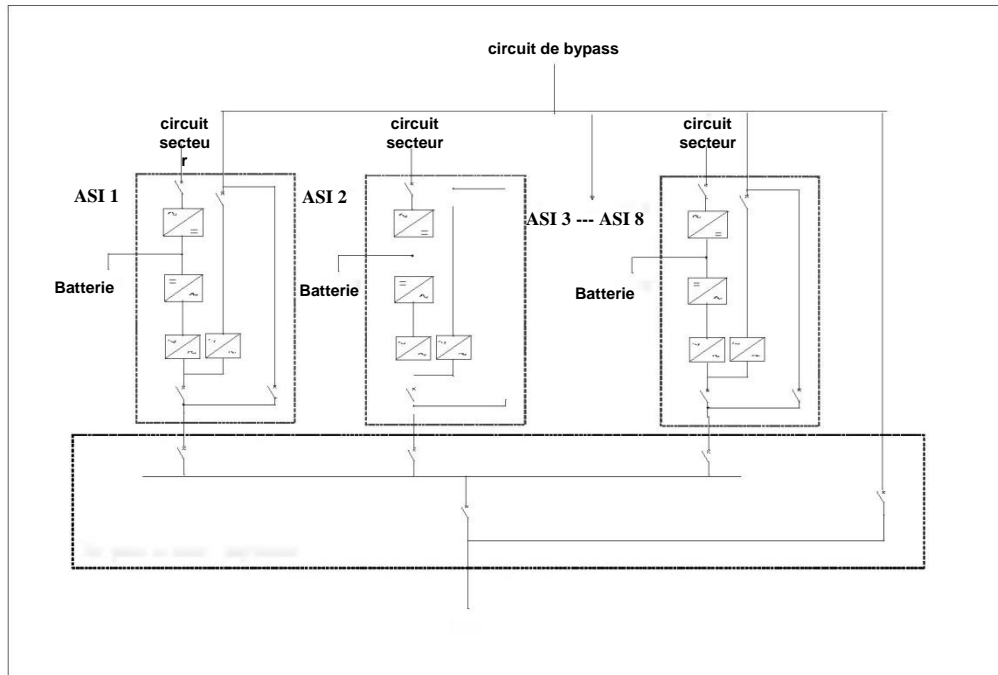 circuit de bypass
circuit
secteu
r
circuit
secteur
circuit
secteur
ASI 1
ASI 2
ASI 3 --- ASI 8
Batterie
Batterie
Batterie